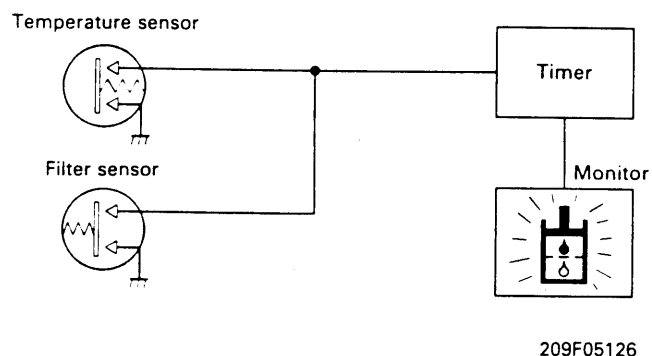 Temperature sensor
Timer
Filter sensor
Monitor
209F05126